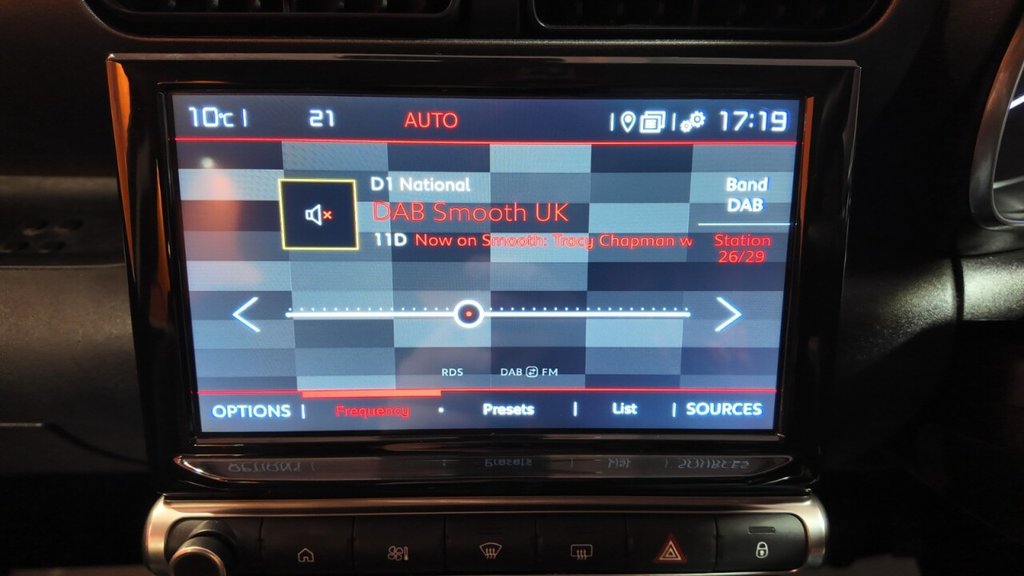 10°C 21 AUTO 17:19
D1 National
DAB Smooth UK
11D Now on Smooth: Tracy Chapman w
Band
DAB
Station
26/29
RDS DAB FM
OPTIONS Frequency Presets List SOURCES